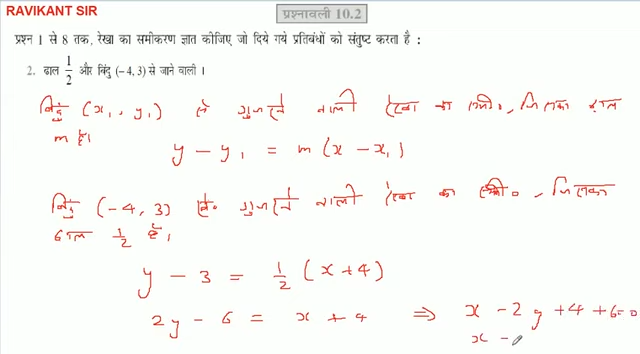 RAVIKANT SIR
प्रश्नावली 10.2
प्रश्न 1 से 8 तक, रेखा का समीकरण ज्ञात कीजिए जो दिये गये प्रतिबंधों को संतुष्ट करता है :
2. ढाल 1/2 और बिंदु (– 4, 3) से जाने वाली ।
बिंदु (x₁, y₁) से गुजरने वाली रेखा का समी०, जिसका ढाल
m है।
y - y₁ = m(x - x₁)
बिंदु (-4, 3) से गुजरने वाली रेखा का समी०, जिसका
ढाल 1/2 है।
y - 3 = 1/2 (x + 4)
2y - 6 = x + 4 ⇒ x - 2y + 4 + 6 = 0
x -